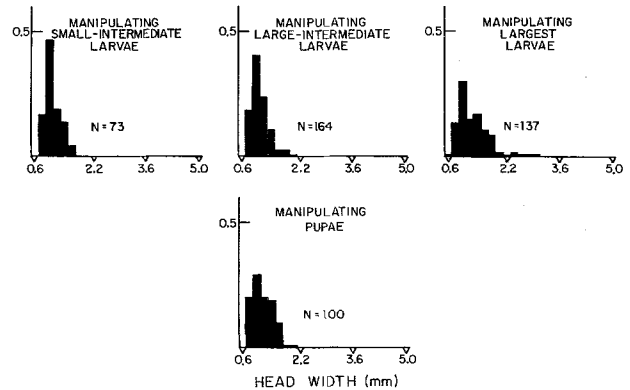 MANIPULATING
SMALL-INTERMEDIATE
LARVAE
0.5
N=73
0.6 2.2 3.6 5.0
MANIPULATING
LARGE-INTERMEDIATE
LARVAE
0.5
N=164
0.6 2.2 3.6 5.0
MANIPULATING
LARGEST
LARVAE
0.5
N=137
0.6 2.2 3.6 5.0
MANIPULATING
PUPAE
0.5
N=100
0.6 2.2 3.6 5.0
HEAD WIDTH (mm)